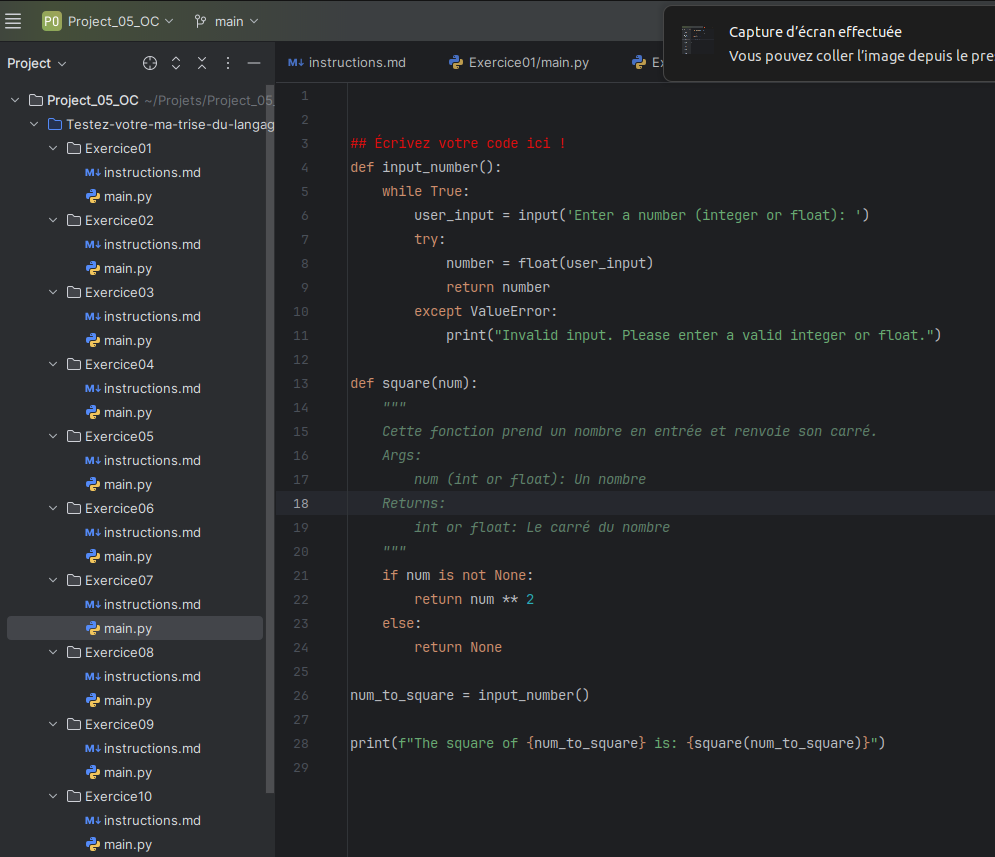 PO Project_05_OC main
Capture d'écran effectuée
Vous pouvez coller l'image depuis le pre
Project
instructions.md Exercice01/main.py Ex
Project_05_OC ~/Projets/Project_05
Testez-votre-ma-trise-du-langag
Exercice01
M↓ instructions.md
main.py
Exercice02
M↓ instructions.md
main.py
Exercice03
M↓ instructions.md
main.py
Exercice04
M↓ instructions.md
main.py
Exercice05
M↓ instructions.md
main.py
Exercice06
M↓ instructions.md
main.py
Exercice07
M↓ instructions.md
main.py
Exercice08
M↓ instructions.md
main.py
Exercice09
M↓ instructions.md
main.py
Exercice10
M↓ instructions.md
main.py
1
2
3 ## Écrivez votre code ici !
4 def input_number():
5     while True:
6         user_input = input('Enter a number (integer or float): ')
7         try:
8             number = float(user_input)
9             return number
10         except ValueError:
11             print("Invalid input. Please enter a valid integer or float.")
12
13 def square(num):
14     """
15     Cette fonction prend un nombre en entrée et renvoie son carré.
16     Args:
17         num (int or float): Un nombre
18     Returns:
19         int or float: Le carré du nombre
20     """
21     if num is not None:
22         return num ** 2
23     else:
24         return None
25
26 num_to_square = input_number()
27
28 print(f"The square of {num_to_square} is: {square(num_to_square)}")
29